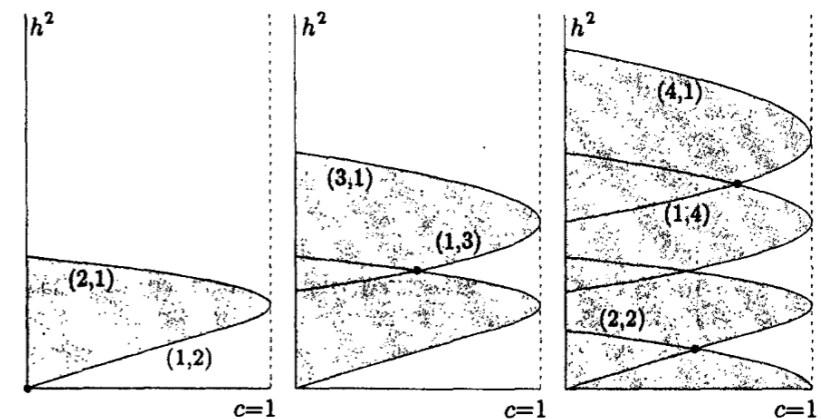 h²
(2,1)
(1,2)
c=1
h²
(3,1)
(1,3)
c=1
h²
(4,1)
(1,4)
(2,2)
c=1